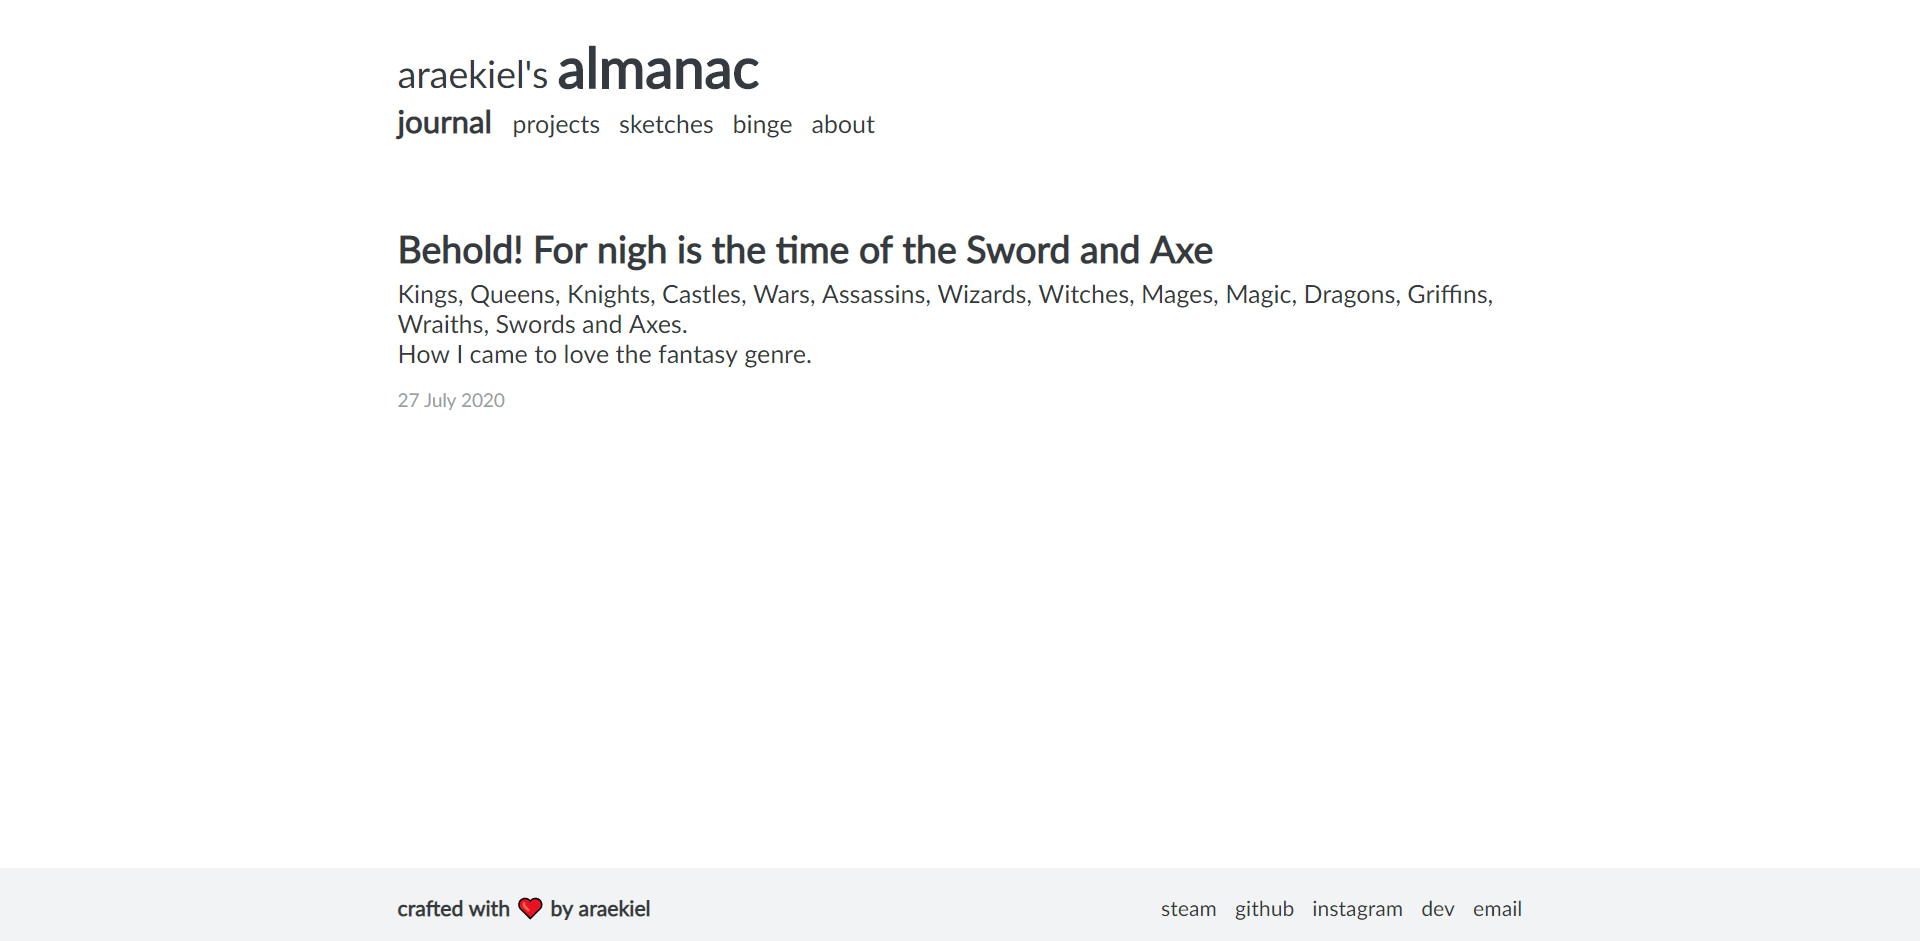 araekiel's almanac
journal projects sketches binge about
Behold! For nigh is the time of the Sword and Axe
Kings, Queens, Knights, Castles, Wars, Assassins, Wizards, Witches, Mages, Magic, Dragons, Griffins,
Wraiths, Swords and Axes.
How I came to love the fantasy genre.
27 July 2020
crafted with ❤ by araekiel
steam github instagram dev email